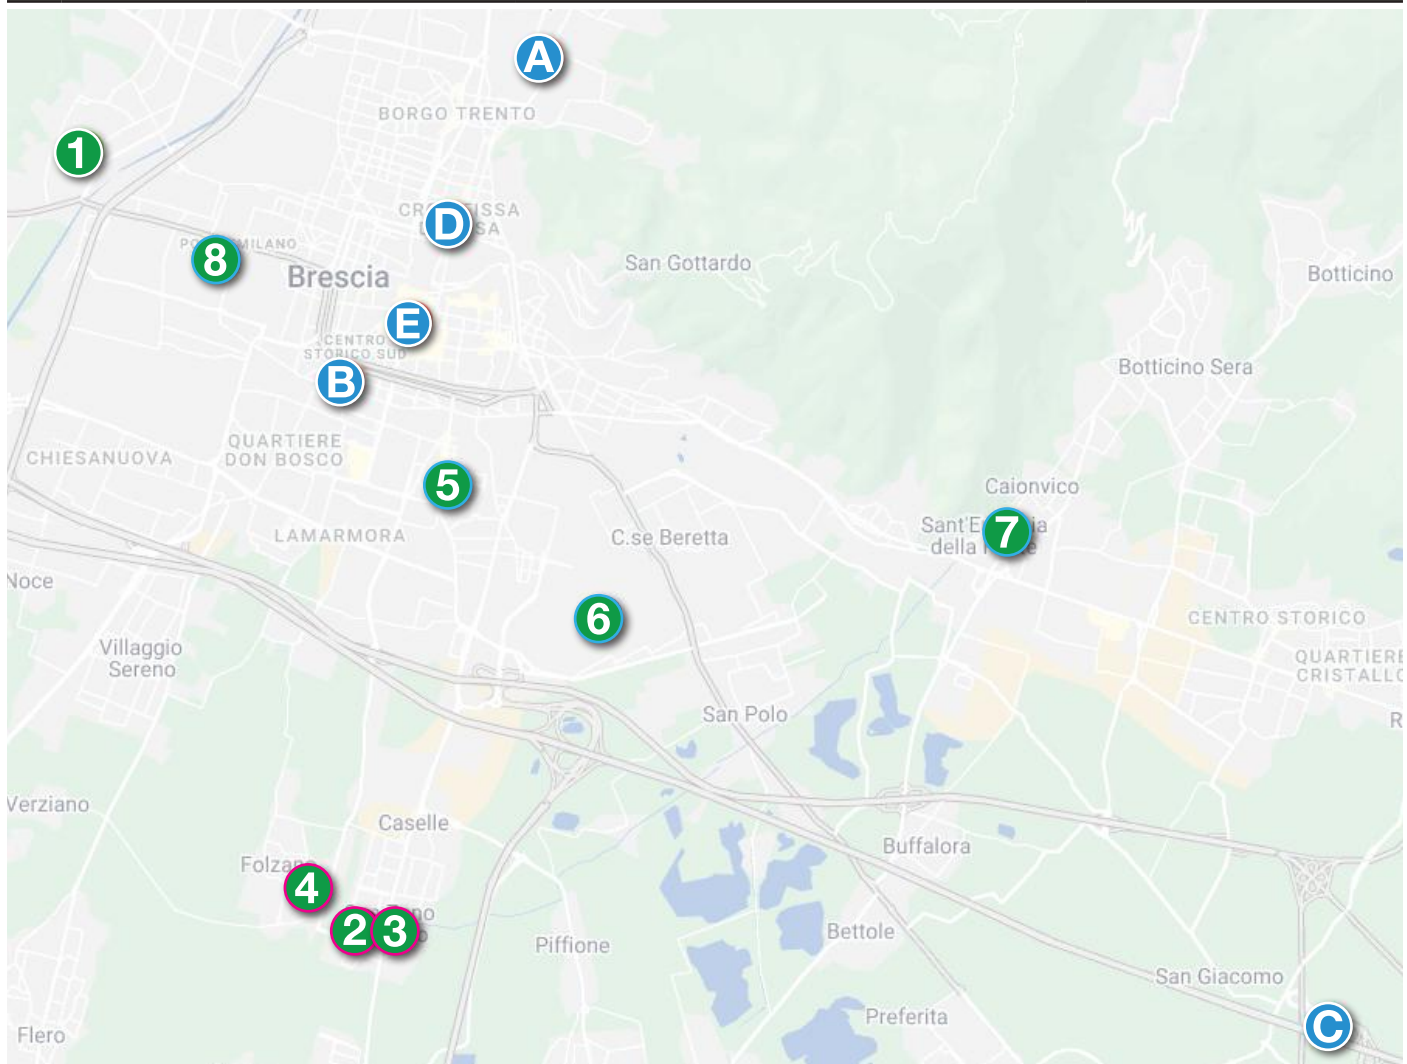 A
BORGO TRENTO
1
D
8
Brescia
San Gottardo
Botticino
E
CENTRO
STORICO SUD
B
Botticino Sera
QUARTIERE
DON BOSCO
CHIESANUOVA
5
Caionvico
LAMARMORA
C.se Beretta
7
della
Noce
6
CENTRO STORICO
Villaggio
Sereno
QUARTIERE
CRISTALLO
San Polo
R
Verziano
Caselle
Buffalora
Folzano
4
2
3
Piffione
Bettole
San Giacomo
Preferita
C
Flero